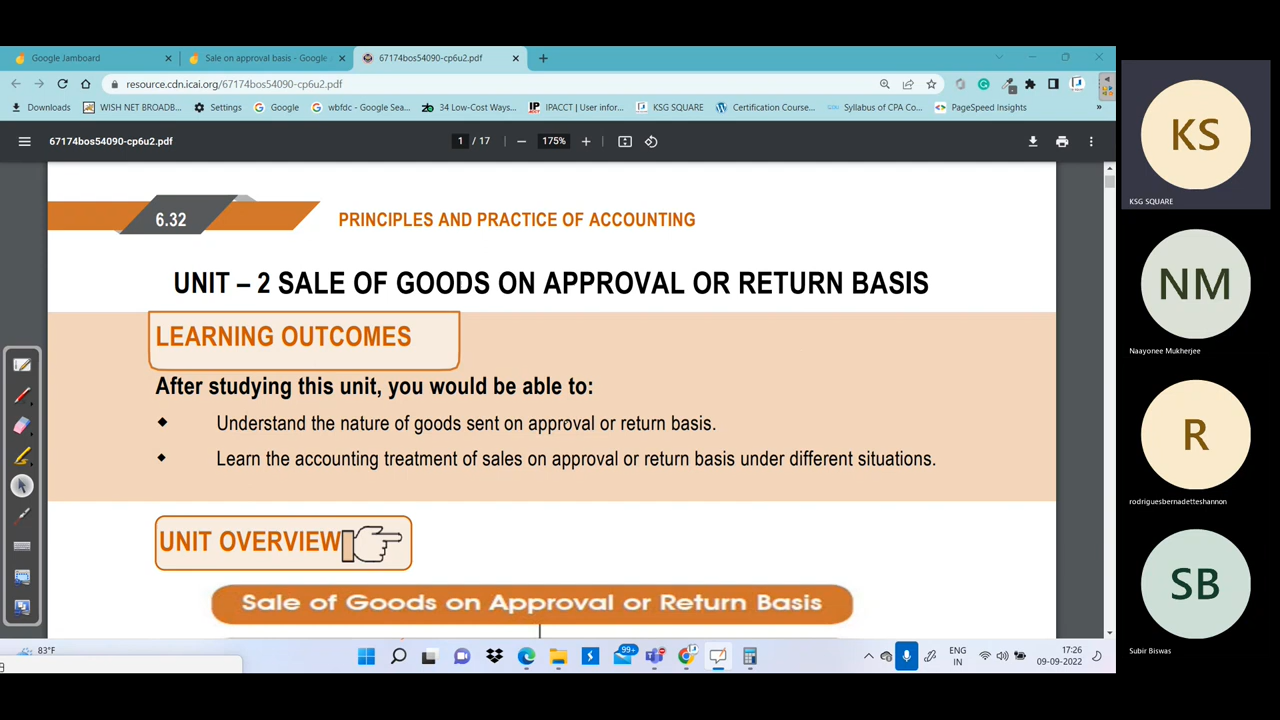 Google Jamboard
Sale on approval basis - Google
67174bos54090-cp6u2.pdf
resource.cdn.icai.org/67174bos54090-cp6u2.pdf
Downloads
WISH NET BROADB...
Settings
Google
wbfdc - Google Sea...
34 Low-Cost Ways...
IPACCT | User infor...
KSG SQUARE
Certification Course...
Syllabus of CPA Co...
PageSpeed Insights
»
67174bos54090-cp6u2.pdf
1 / 17
175%
6.32
PRINCIPLES AND PRACTICE OF ACCOUNTING
UNIT – 2 SALE OF GOODS ON APPROVAL OR RETURN BASIS
LEARNING OUTCOMES
After studying this unit, you would be able to:
Understand the nature of goods sent on approval or return basis.
Learn the accounting treatment of sales on approval or return basis under different situations.
UNIT OVERVIEW
Sale of Goods on Approval or Return Basis
83°F
99+
ENG
IN
17:26
09-09-2022
KS
KSG SQUARE
NM
Naayonee Mukherjee
R
rodriguesbernadetteshannon
SB
Subir Biswas